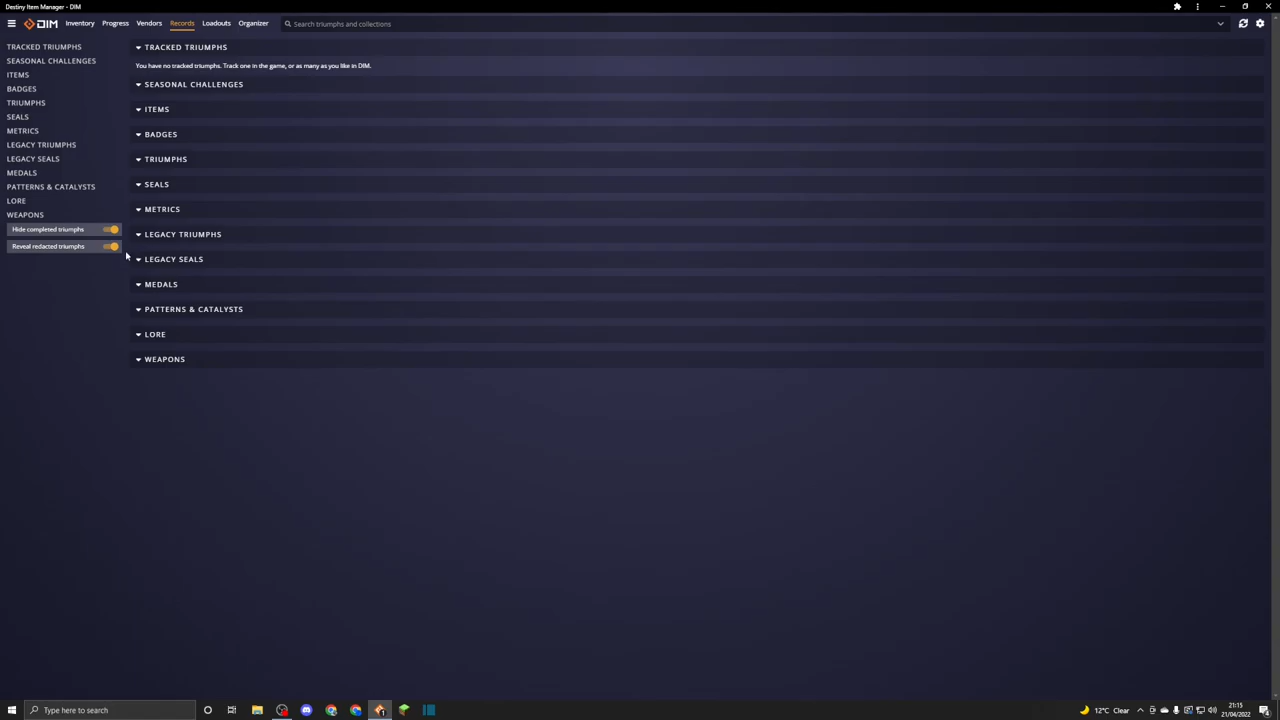 Destiny Item Manager - DIM
DIM Inventory Progress Vendors Records Loadouts Organizer Search triumphs and collections
TRACKED TRIUMPHS
SEASONAL CHALLENGES
ITEMS
BADGES
TRIUMPHS
SEALS
METRICS
LEGACY TRIUMPHS
LEGACY SEALS
MEDALS
PATTERNS & CATALYSTS
LORE
WEAPONS
Hide completed triumphs
Reveal redacted triumphs
TRACKED TRIUMPHS
You have no tracked triumphs. Track one in the game, or as many as you like in DIM.
SEASONAL CHALLENGES
ITEMS
BADGES
TRIUMPHS
SEALS
METRICS
LEGACY TRIUMPHS
LEGACY SEALS
MEDALS
PATTERNS & CATALYSTS
LORE
WEAPONS
Type here to search
12°C Clear
21:15
21/04/2022